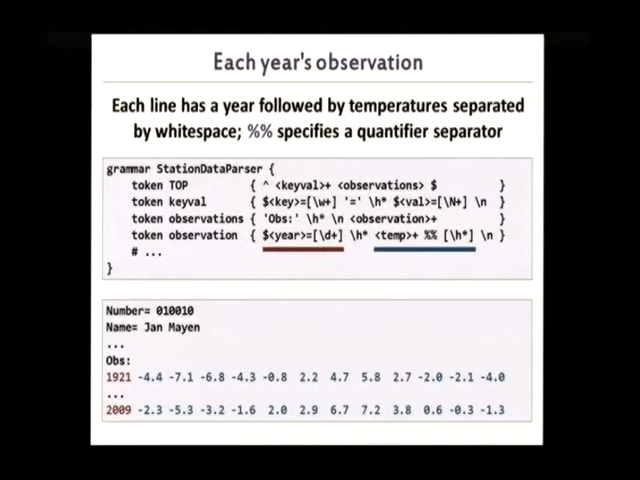 Each year's observation
Each line has a year followed by temperatures separated
by whitespace; %% specifies a quantifier separator
grammar StationDataParser {
token TOP { ^ <keyval>+ <observations> $ }
token keyval { $<key>=[\w+] '=' \h* $<val>=[\N+] \n }
token observations { 'Obs:' \h* \n <observation>+ }
token observation { $<year>=[\d+] \h* <temp>+ %% [\h*] \n }
# ...
}
Number= 010010
Name= Jan Mayen
...
Obs:
1921 -4.4 -7.1 -6.8 -4.3 -0.8 2.2 4.7 5.8 2.7 -2.0 -2.1 -4.0
...
2009 -2.3 -5.3 -3.2 -1.6 2.0 2.9 6.7 7.2 3.8 0.6 -0.3 -1.3